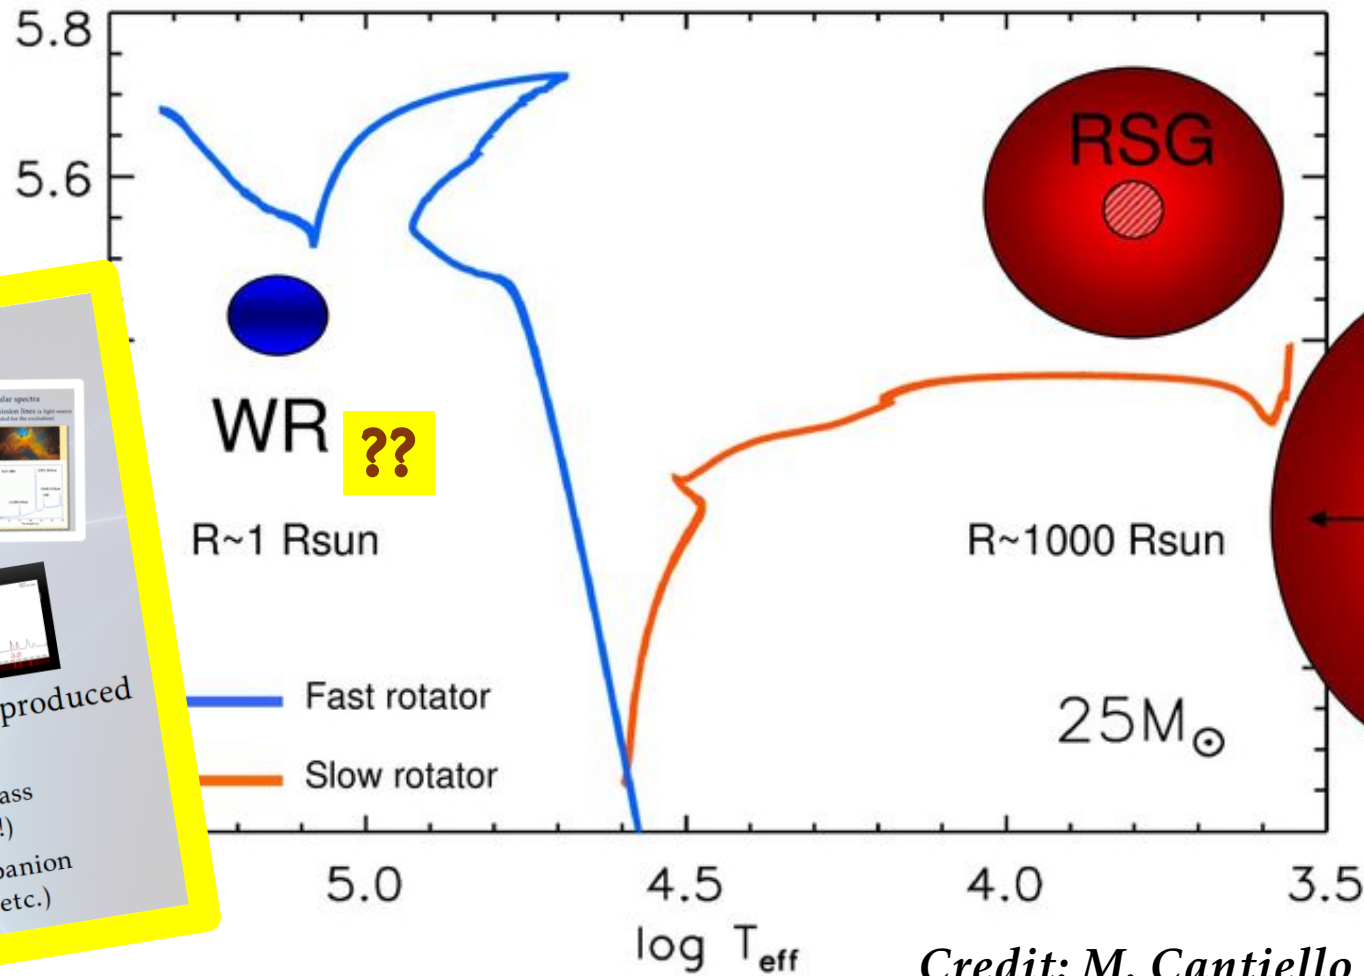 5.8
RSG
5.6
WR
??
R~1 Rsun
R~1000 Rsun
produced
Fast rotator
25M☉
Slow rotator
ass
!)
panion
etc.)
5.0
4.5
4.0
3.5
log Teff
Credit: M. Cantiello